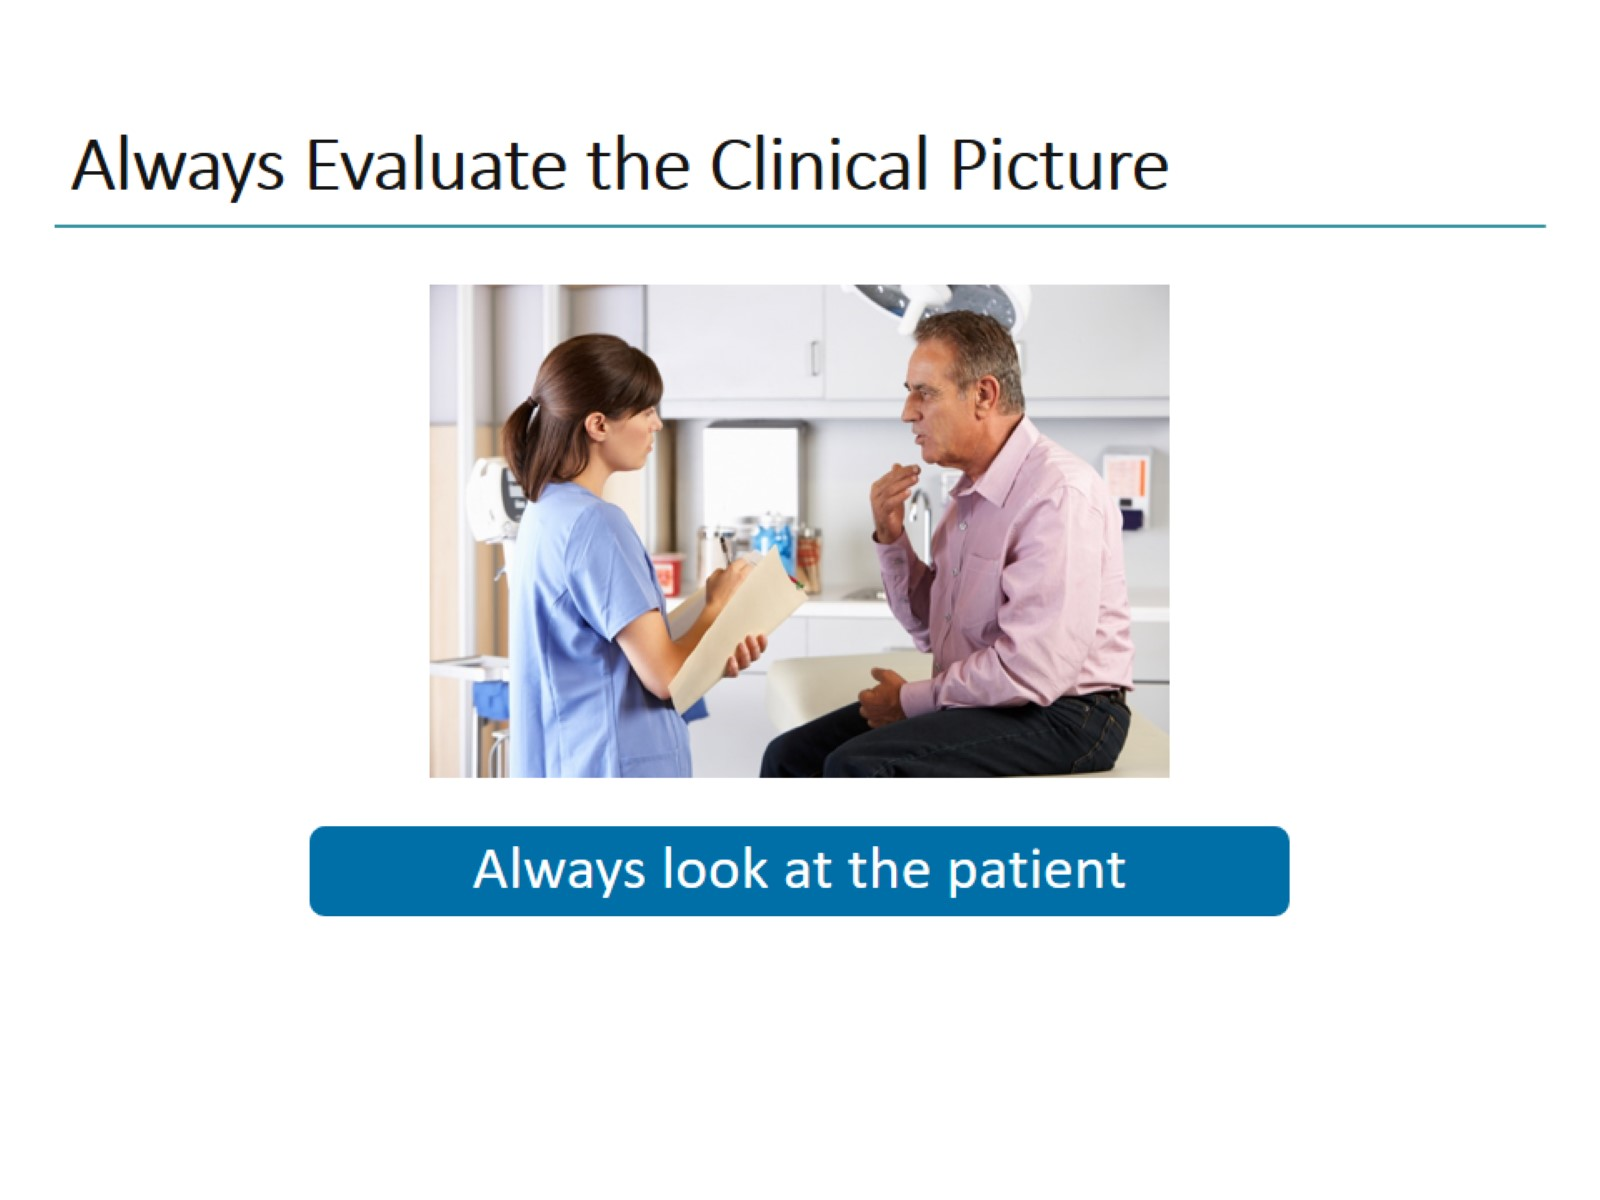 Always Evaluate the Clinical Picture
Always look at the patient